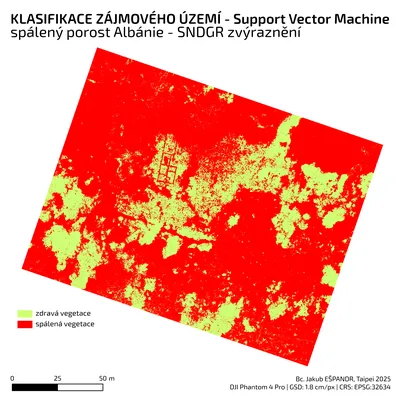 KLASIFIKACE ZÁJMOVÉHO ÚZEMÍ - Support Vector Machine
spálený porost Albánie - SNDGR zvýraznění
zdravá vegetace
spálená vegetace
0 25 50 m
Bc. Jakub EŠPANDR, Taipei 2025
DJI Phantom 4 Pro | GSD: 1.8 cm/px | CRS: EPSG:32634